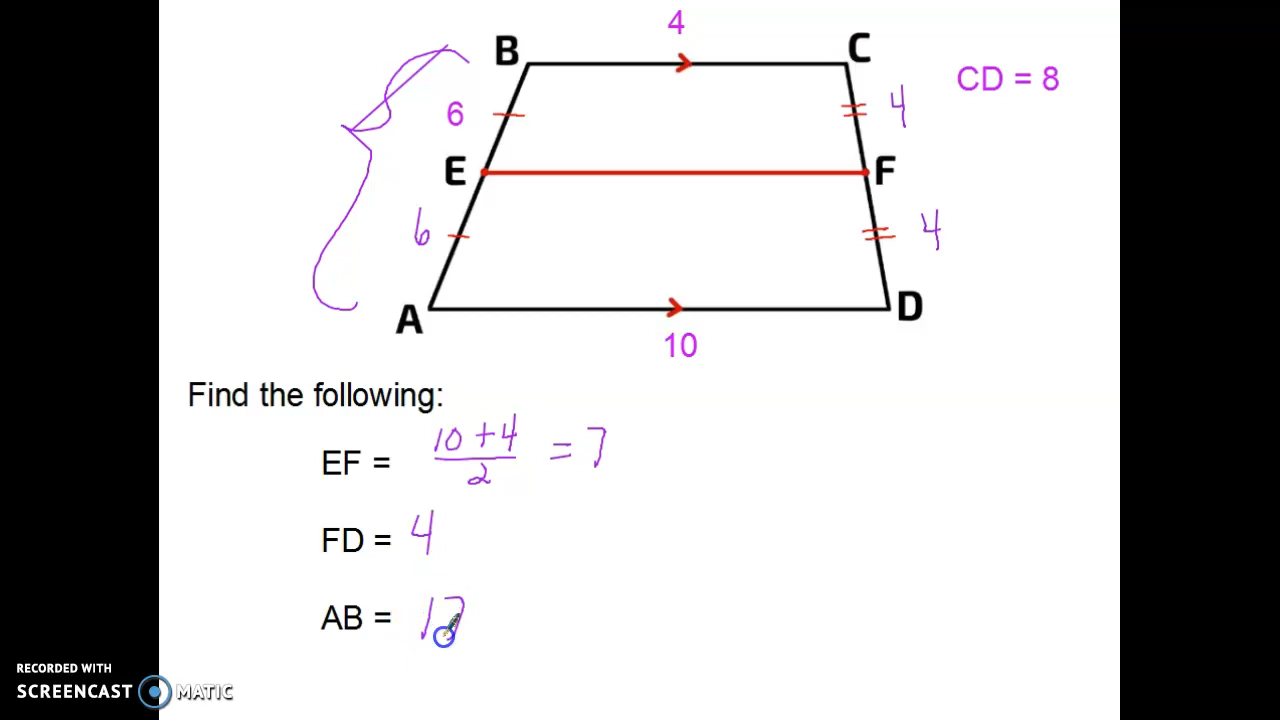 4
B
C
CD = 8
6
4
E
F
6
4
A
D
10
Find the following:
EF = 10 + 4 / 2 = 7
FD = 4
AB =
RECORDED WITH
SCREENCAST MATIC